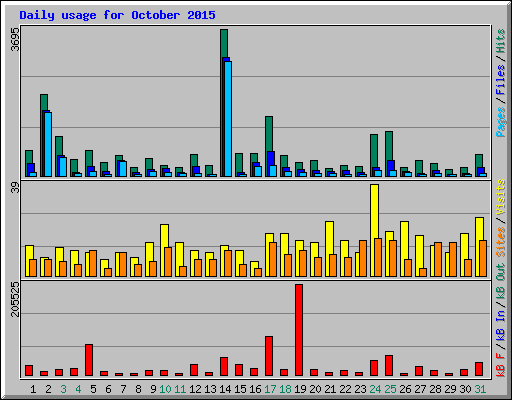 Daily usage for October 2015
3695
Pages / Files / Hits
39
Sites / Visits
205525
kB F / kB In / kB Out
1 2 3 4 5 6 7 8 9 10 11 12 13 14 15 16 17 18 19 20 21 22 23 24 25 26 27 28 29 30 31